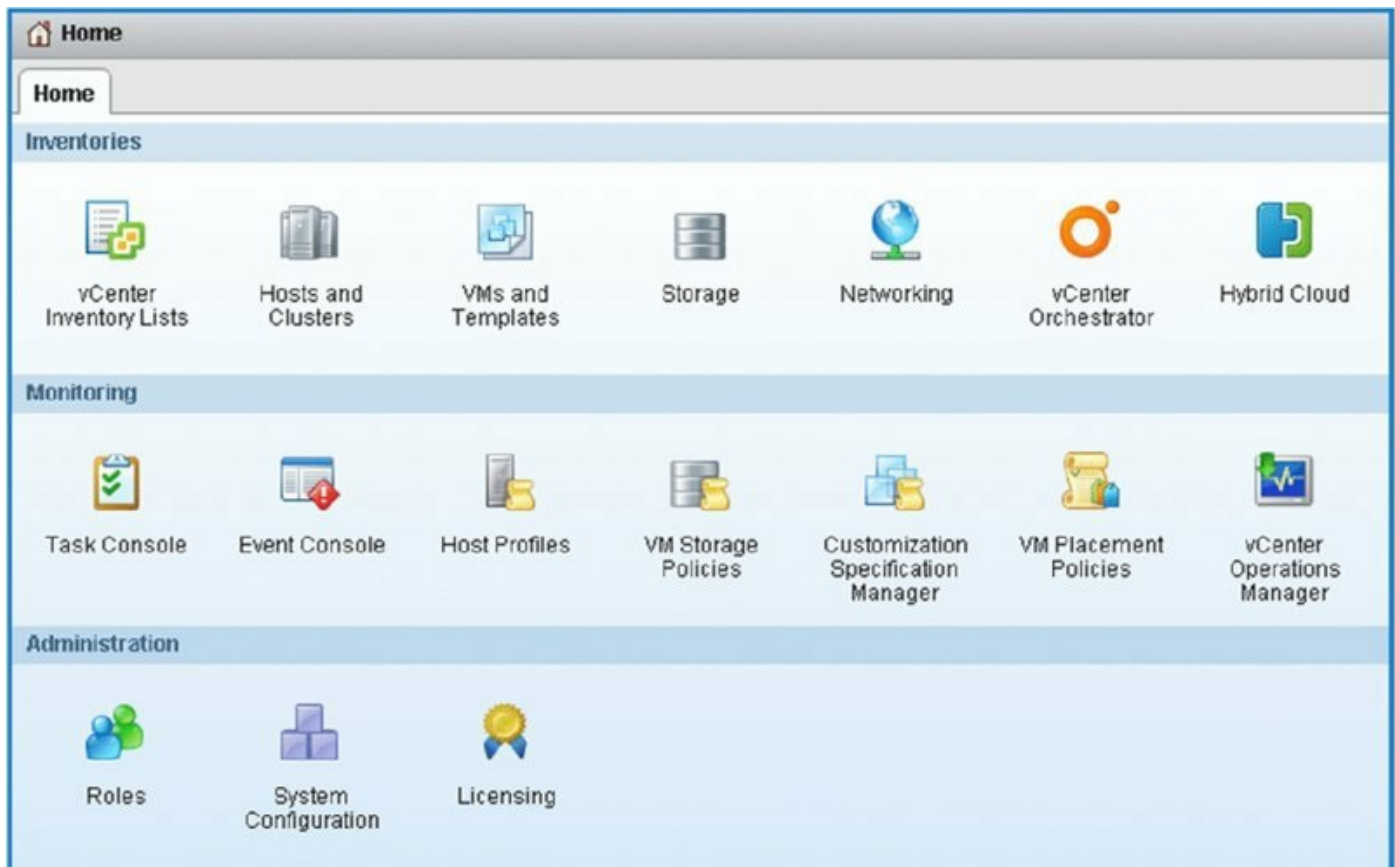 Home
Home
Inventories
vCenter
Inventory Lists
Hosts and
Clusters
VMs and
Templates
Storage
Networking
vCenter
Orchestrator
Hybrid Cloud
Monitoring
Task Console
Event Console
Host Profiles
VM Storage
Policies
Customization
Specification
Manager
VM Placement
Policies
vCenter
Operations
Manager
Administration
Roles
System
Configuration
Licensing